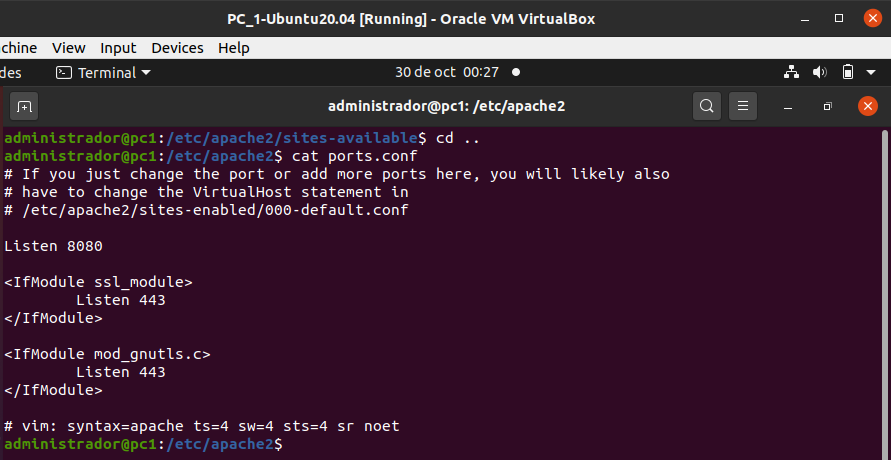 PC_1-Ubuntu20.04 [Running] - Oracle VM VirtualBox
chine View Input Devices Help
des Terminal 30 de oct 00:27
administrador@pc1: /etc/apache2
administrador@pc1:/etc/apache2/sites-available$ cd ..
administrador@pc1:/etc/apache2$ cat ports.conf
# If you just change the port or add more ports here, you will likely also
# have to change the VirtualHost statement in
# /etc/apache2/sites-enabled/000-default.conf
Listen 8080
<IfModule ssl_module>
        Listen 443
</IfModule>
<IfModule mod_gnutls.c>
        Listen 443
</IfModule>
# vim: syntax=apache ts=4 sw=4 sts=4 sr noet
administrador@pc1:/etc/apache2$